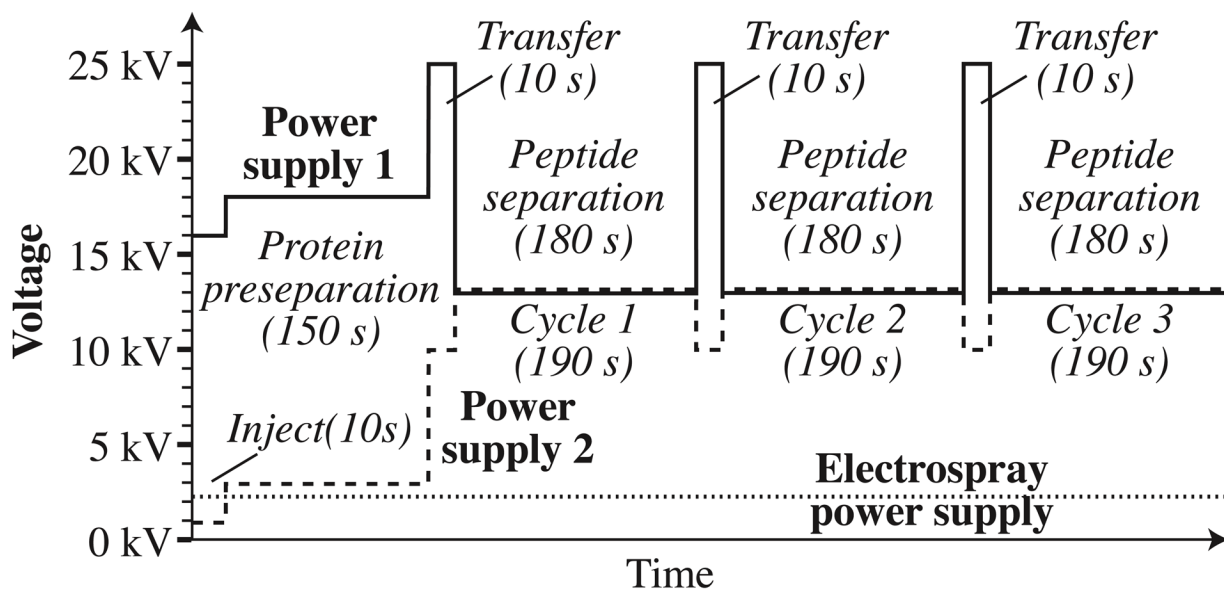 25 kV
20 kV
15 kV
10 kV
5 kV
0 kV
Voltage
Time
Power
supply 1
Protein
preseparation
(150 s)
Inject(10s)
Power
supply 2
Transfer
(10 s)
Peptide
separation
(180 s)
Cycle 1
(190 s)
Transfer
(10 s)
Peptide
separation
(180 s)
Cycle 2
(190 s)
Transfer
(10 s)
Peptide
separation
(180 s)
Cycle 3
(190 s)
Electrospray
power supply